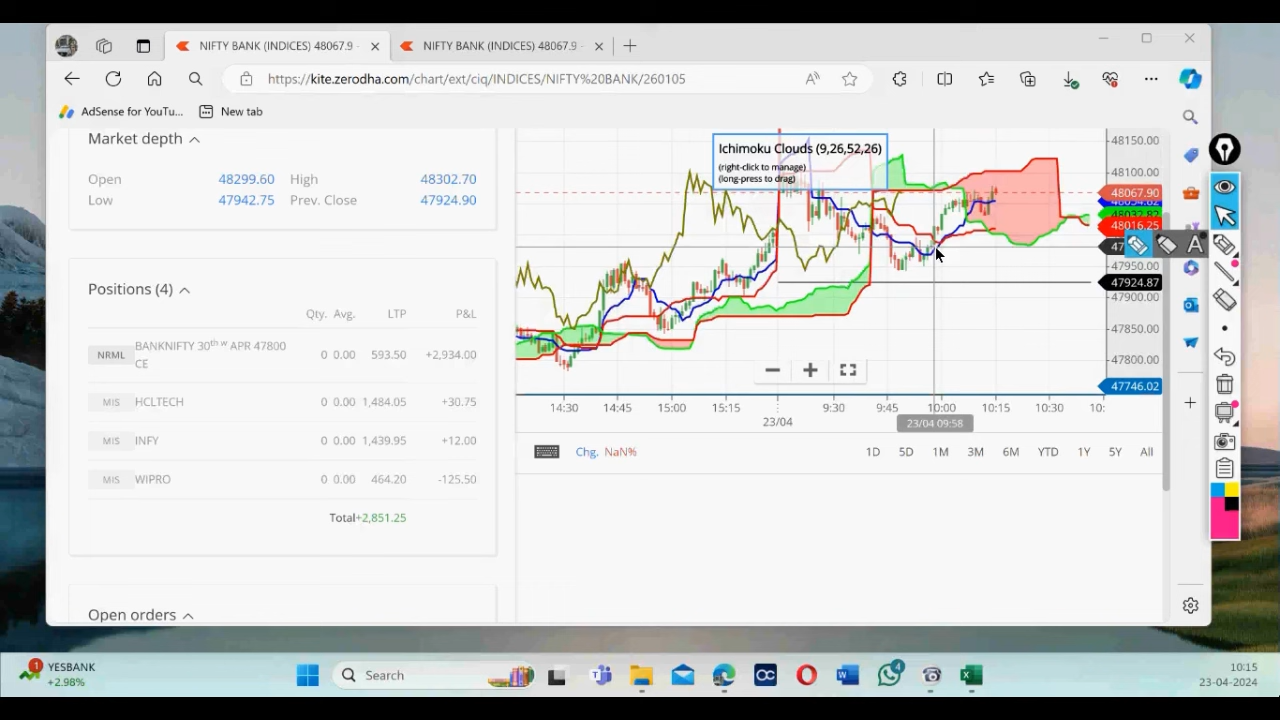 NIFTY BANK (INDICES) 48067.9
NIFTY BANK (INDICES) 48067.9
https://kite.zerodha.com/chart/ext/ciq/INDICES/NIFTY%20BANK/260105
AdSense for YouTu...
New tab
Market depth
Open 48299.60 High 48302.70
Low 47942.75 Prev. Close 47924.90
Positions (4)
Qty. Avg. LTP P&L
NRML BANKNIFTY 30th w APR 47800 CE 0 0.00 593.50 +2,934.00
MIS HCLTECH 0 0.00 1,484.05 +30.75
MIS INFY 0 0.00 1,439.95 +12.00
MIS WIPRO 0 0.00 464.20 -125.50
Total +2,851.25
Open orders
Ichimoku Clouds (9,26,52,26)
(right-click to manage)
(long-press to drag)
48150.00
48100.00
48067.90
48016.25
47950.00
47924.87
47900.00
47850.00
47800.00
47746.02
14:30 14:45 15:00 15:15 9:30 9:45 10:00 10:15 10:30 10:
23/04
23/04 09:58
Chg. NaN%
1D 5D 1M 3M 6M YTD 1Y 5Y All
A
1
YESBANK
+2.98%
Search
4
10:15
23-04-2024